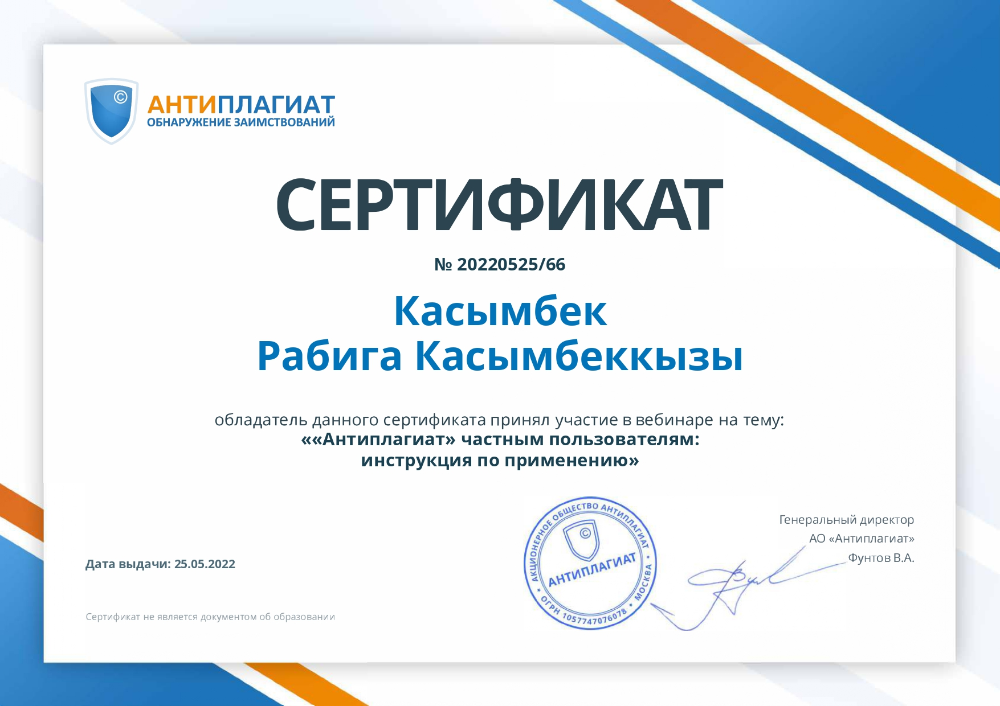 ©
АНТИПЛАГИАТ
ОБНАРУЖЕНИЕ ЗАИМСТВОВАНИЙ
СЕРТИФИКАТ
№ 20220525/66
Касымбек
Рабига Касымбеккызы
обладатель данного сертификата принял участие в вебинаре на тему:
««Антиплагиат» частным пользователям:
инструкция по применению»
Генеральный директор
АО «Антиплагиат»
Фунтов В.А.
Дата выдачи: 25.05.2022
АКЦИОНЕРНОЕ ОБЩЕСТВО АНТИПЛАГИАТ * МОСКВА * ОГРН 1057747076078 *
©
АНТИПЛАГИАТ
Сертификат не является документом об образовании